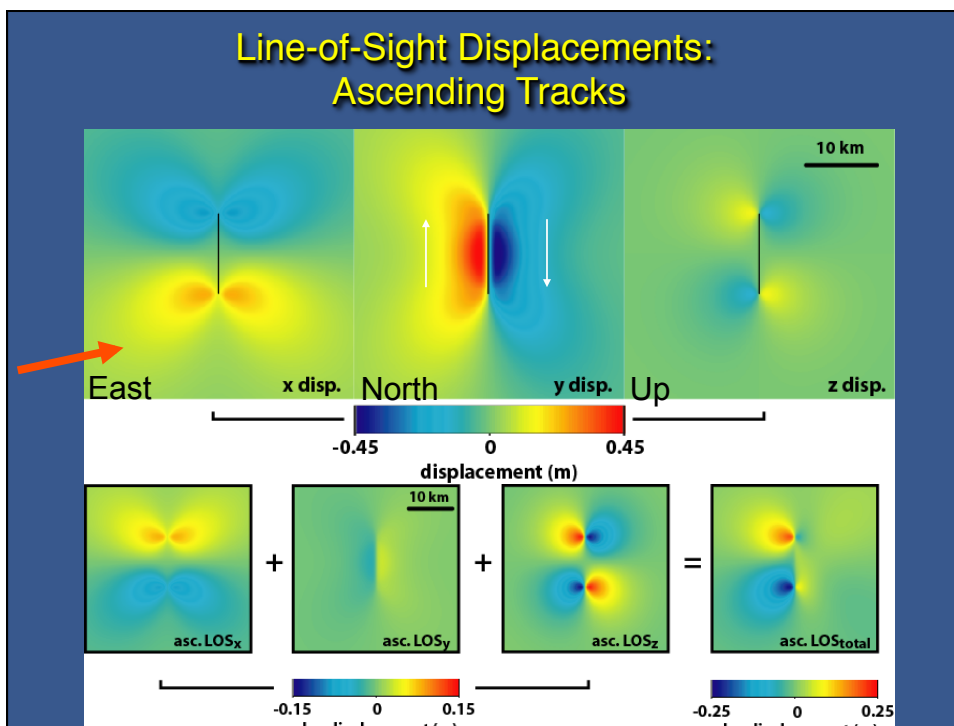 Line-of-Sight Displacements:
Ascending Tracks
10 km
East x disp. North y disp. Up z disp.
-0.45 0 0.45
displacement (m)
10 km
+ + =
asc. LOSx asc. LOSy asc. LOSz asc. LOStotal
-0.15 0 0.15 -0.25 0 0.25